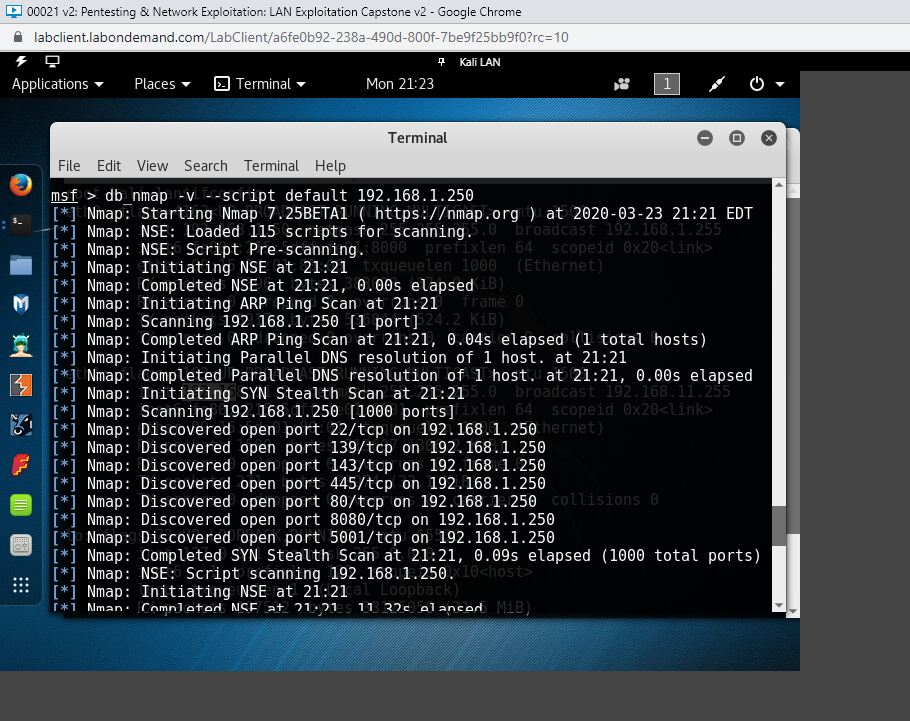 00021 v2: Pentesting & Network Exploitation: LAN Exploitation Capstone v2 - Google Chrome
labclient.labondemand.com/LabClient/a6fe0b92-238a-490d-800f-7be9f25bb9f0?rc=10
Kali LAN
Applications Places Terminal Mon 21:23 1
Terminal
File Edit View Search Terminal Help
msf > db_nmap -v --script default 192.168.1.250
[*] Nmap: Starting Nmap 7.25BETA1 ( https://nmap.org ) at 2020-03-23 21:21 EDT
[*] Nmap: NSE: Loaded 115 scripts for scanning.
[*] Nmap: NSE: Script Pre-scanning.
[*] Nmap: Initiating NSE at 21:21
[*] Nmap: Completed NSE at 21:21, 0.00s elapsed
[*] Nmap: Initiating ARP Ping Scan at 21:21
[*] Nmap: Scanning 192.168.1.250 [1 port]
[*] Nmap: Completed ARP Ping Scan at 21:21, 0.04s elapsed (1 total hosts)
[*] Nmap: Initiating Parallel DNS resolution of 1 host. at 21:21
[*] Nmap: Completed Parallel DNS resolution of 1 host. at 21:21, 0.00s elapsed
[*] Nmap: Initiating SYN Stealth Scan at 21:21
[*] Nmap: Scanning 192.168.1.250 [1000 ports]
[*] Nmap: Discovered open port 22/tcp on 192.168.1.250
[*] Nmap: Discovered open port 139/tcp on 192.168.1.250
[*] Nmap: Discovered open port 143/tcp on 192.168.1.250
[*] Nmap: Discovered open port 445/tcp on 192.168.1.250
[*] Nmap: Discovered open port 80/tcp on 192.168.1.250
[*] Nmap: Discovered open port 8080/tcp on 192.168.1.250
[*] Nmap: Discovered open port 5001/tcp on 192.168.1.250
[*] Nmap: Completed SYN Stealth Scan at 21:21, 0.09s elapsed (1000 total ports)
[*] Nmap: NSE: Script scanning 192.168.1.250.
[*] Nmap: Initiating NSE at 21:21
[*] Nmap: Completed NSE at 21:21, 11.32s elapsed